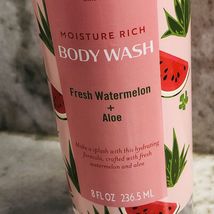 MOISTURE RICH
BODY WASH
Fresh Watermelon
+
Aloe
Make a splash with this hydrating
formula, crafted with fresh
watermelon and aloe
8 FL OZ 236.5 ML